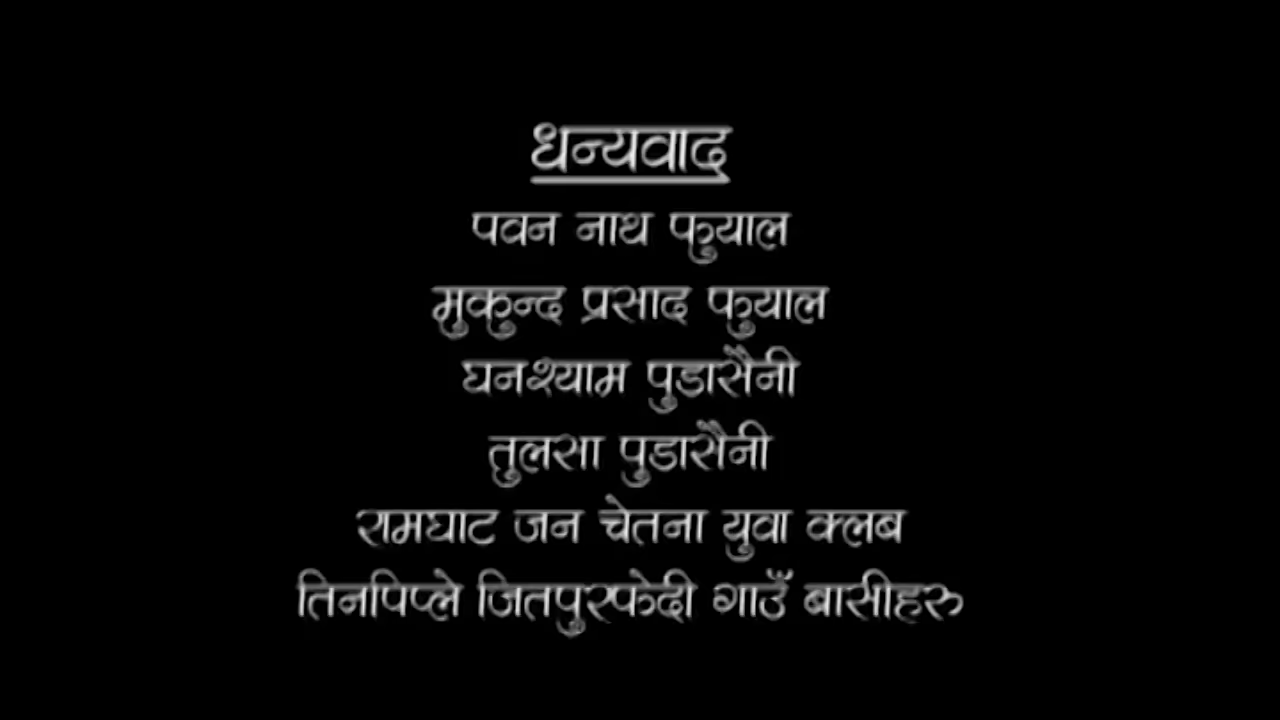 धन्यवाद
पवन नाथ फुयाल
मुकुन्द प्रसाद फुयाल
घनश्याम पुडासैनी
तुलसा पुडासैनी
रामघाट जन चेतना युवा क्लब
तिनपिप्ले जितपुरफेदी गाउँ बासीहरु